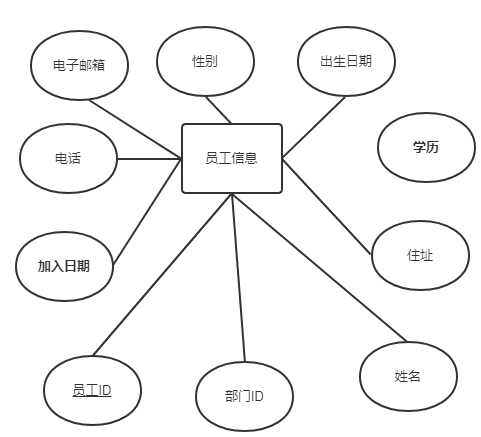 电子邮箱
性别
出生日期
电话
员工信息
学历
加入日期
住址
员工ID
部门ID
姓名